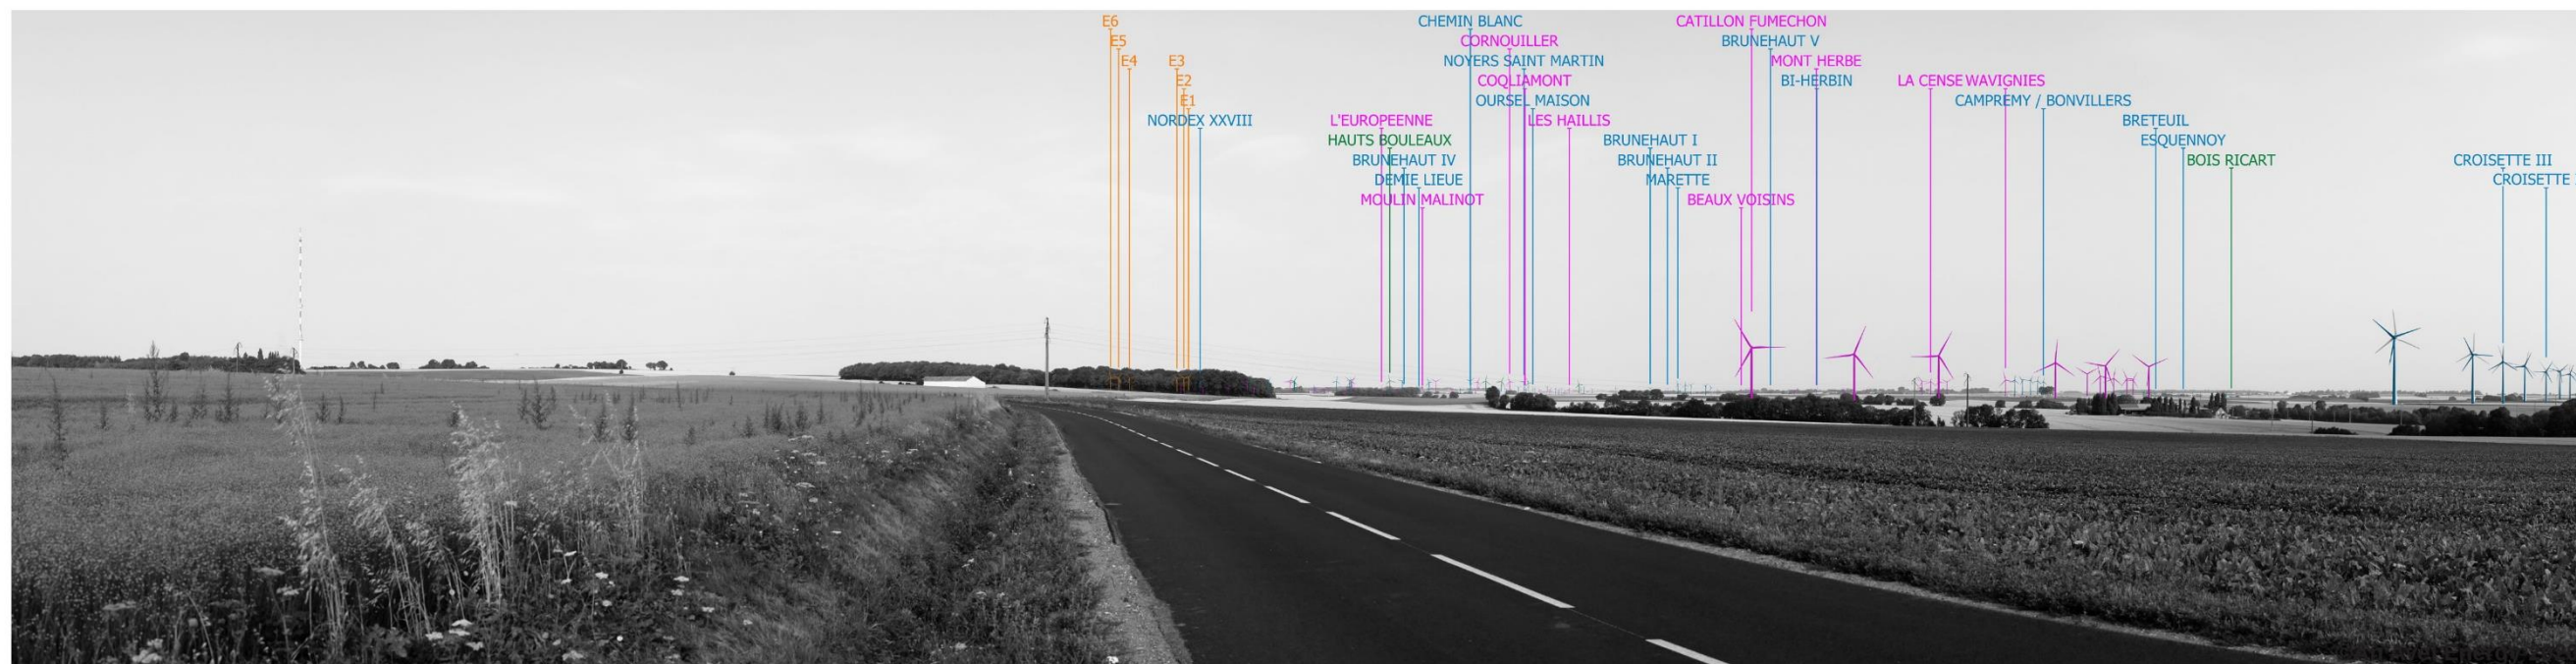 E6
E5
E4
E3
E2
E1
NORDEX XXVIII
L'EUROPEENNE
HAUTS BOULEAUX
BRUNEHAUT IV
DEMIE LIEUE
MOULIN MALINOT
CHEMIN BLANC
CORNOUILLER
NOYERS SAINT MARTIN
COQLIAMONT
OURSEL MAISON
LES HAILLIS
BRUNEHAUT I
BRUNEHAUT II
MARETTE
BEAUX VOISINS
CATILLON FUMECHON
BRUNEHAUT V
MONT HERBE
BI-HERBIN
LA CENSE WAVIGNIES
CAMPREMY / BONVILLERS
BRETEUIL
ESQUENNOY
BOIS RICART
CROISETTE III
CROISETTE